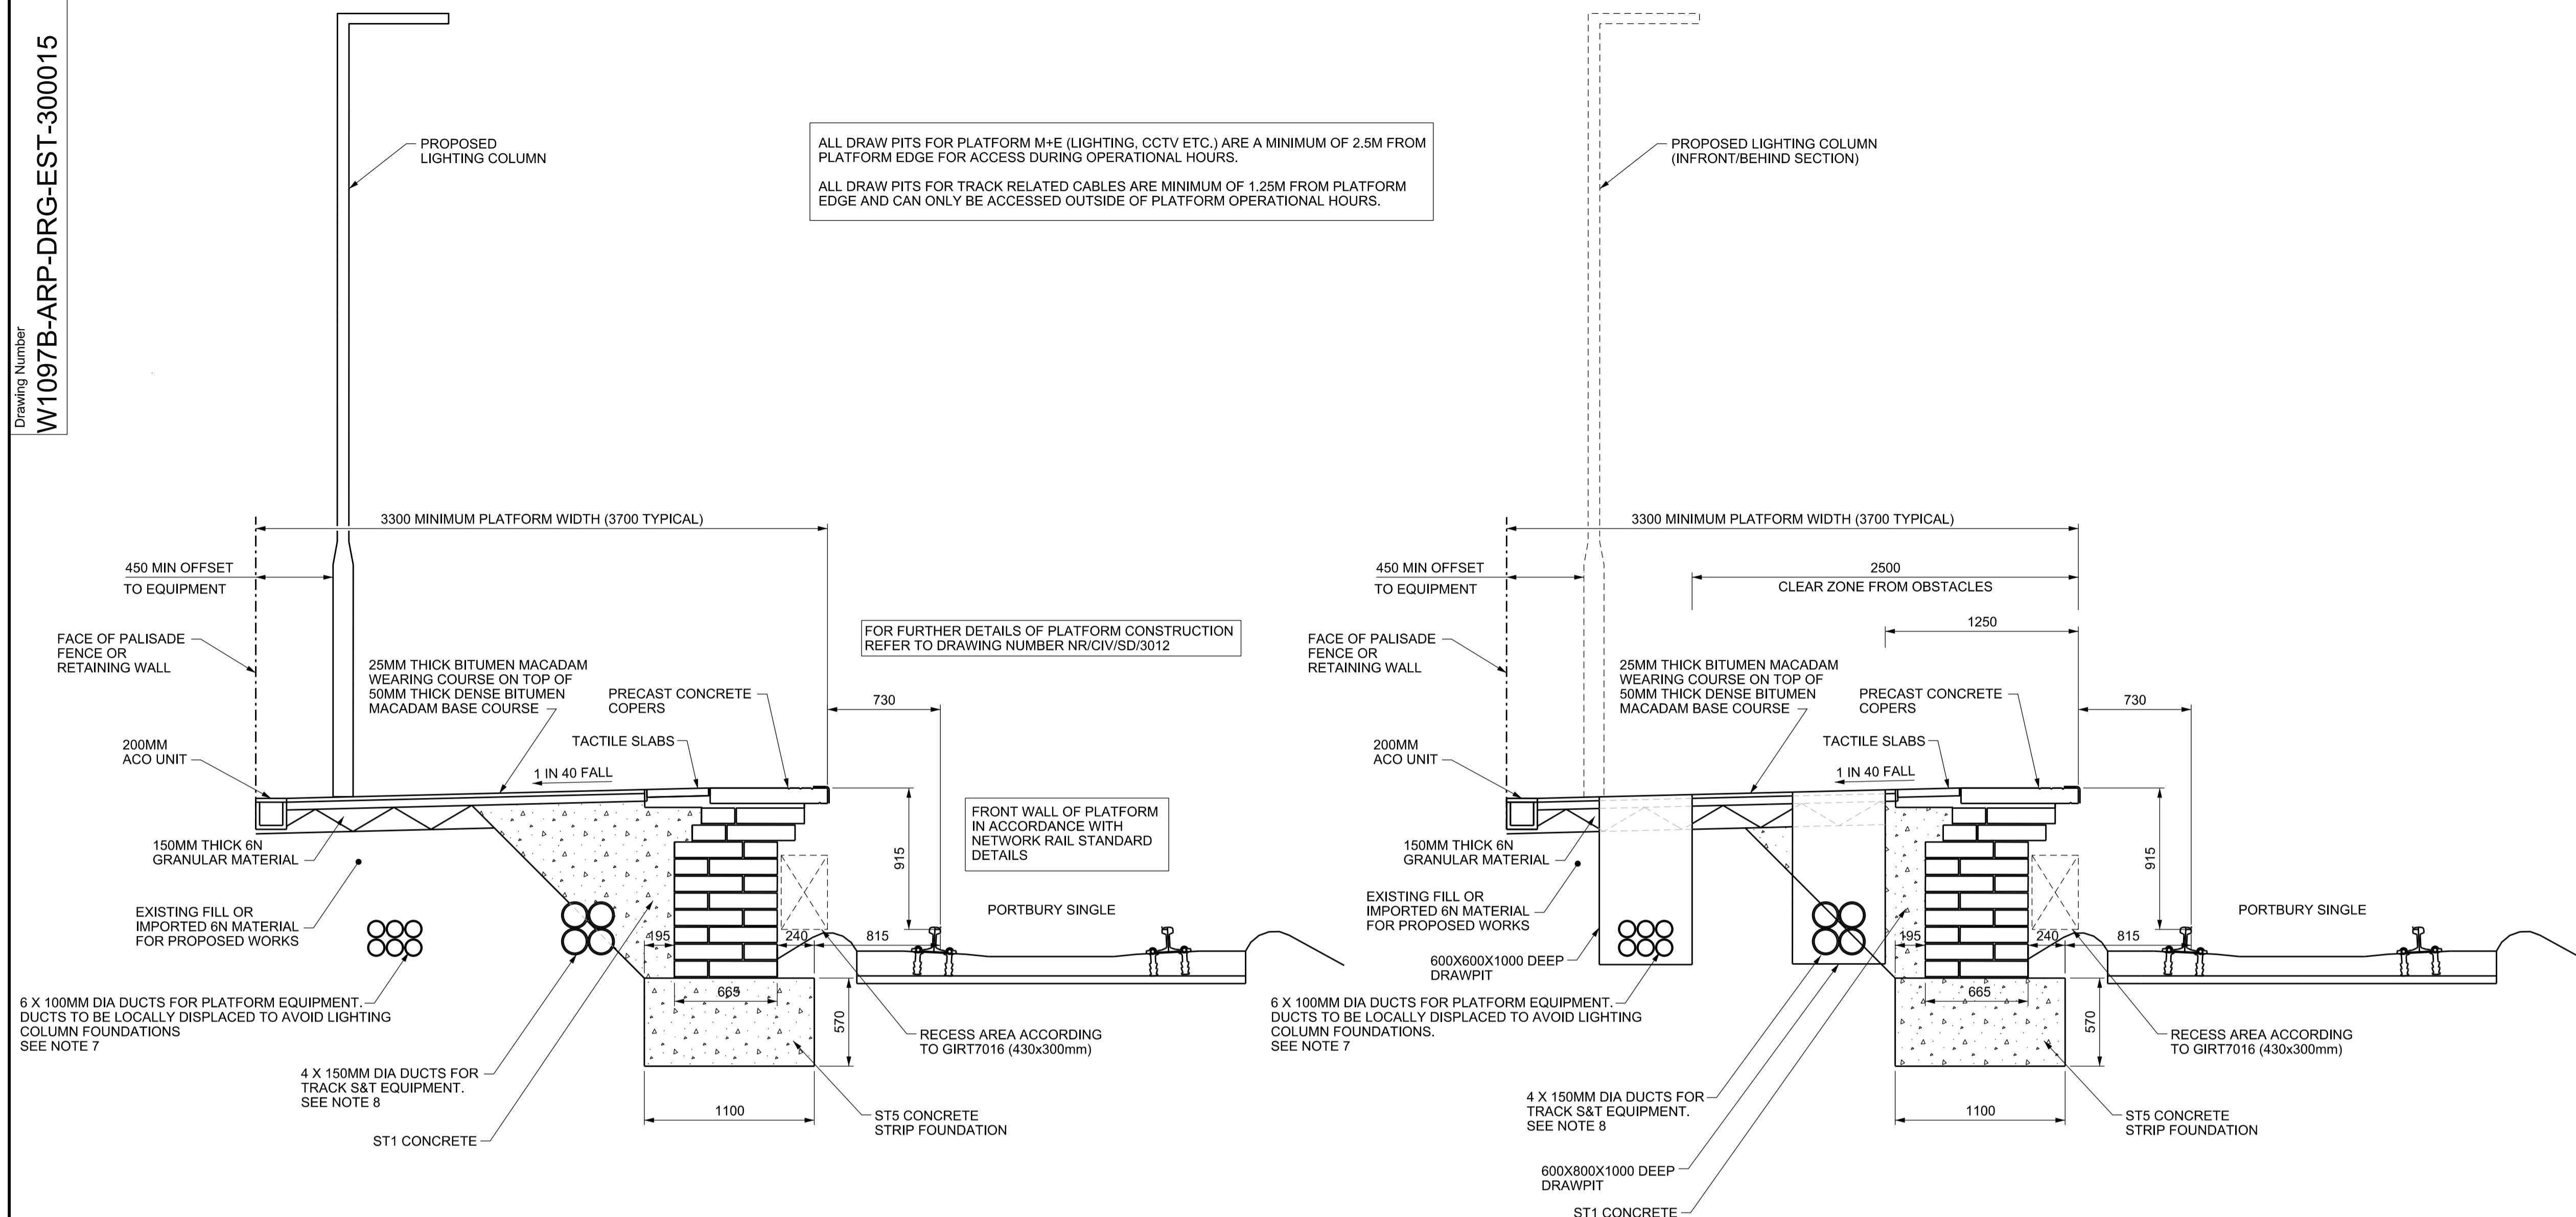 Drawing Number
W1097B-ARP-DRG-EST-300015
PROPOSED
LIGHTING COLUMN
ALL DRAW PITS FOR PLATFORM M+E (LIGHTING, CCTV ETC.) ARE A MINIMUM OF 2.5M FROM
PLATFORM EDGE FOR ACCESS DURING OPERATIONAL HOURS.
ALL DRAW PITS FOR TRACK RELATED CABLES ARE MINIMUM OF 1.25M FROM PLATFORM
EDGE AND CAN ONLY BE ACCESSED OUTSIDE OF PLATFORM OPERATIONAL HOURS.
3300 MINIMUM PLATFORM WIDTH (3700 TYPICAL)
450 MIN OFFSET
TO EQUIPMENT
FACE OF PALISADE
FENCE OR
RETAINING WALL
FOR FURTHER DETAILS OF PLATFORM CONSTRUCTION
REFER TO DRAWING NUMBER NR/CIV/SD/3012
25MM THICK BITUMEN MACADAM
WEARING COURSE ON TOP OF
50MM THICK DENSE BITUMEN
MACADAM BASE COURSE
PRECAST CONCRETE
COPERS
730
TACTILE SLABS
200MM
ACO UNIT
1 IN 40 FALL
FRONT WALL OF PLATFORM
IN ACCORDANCE WITH
NETWORK RAIL STANDARD
DETAILS
150MM THICK 6N
GRANULAR MATERIAL
915
EXISTING FILL OR
IMPORTED 6N MATERIAL
FOR PROPOSED WORKS
PORTBURY SINGLE
195
240
815
665
570
6 X 100MM DIA DUCTS FOR PLATFORM EQUIPMENT.
DUCTS TO BE LOCALLY DISPLACED TO AVOID LIGHTING
COLUMN FOUNDATIONS
SEE NOTE 7
RECESS AREA ACCORDING
TO GIRT7016 (430x300mm)
4 X 150MM DIA DUCTS FOR
TRACK S&T EQUIPMENT.
SEE NOTE 8
1100
ST5 CONCRETE
STRIP FOUNDATION
ST1 CONCRETE
PROPOSED LIGHTING COLUMN
(INFRONT/BEHIND SECTION)
3300 MINIMUM PLATFORM WIDTH (3700 TYPICAL)
450 MIN OFFSET
TO EQUIPMENT
2500
CLEAR ZONE FROM OBSTACLES
1250
FACE OF PALISADE
FENCE OR
RETAINING WALL
25MM THICK BITUMEN MACADAM
WEARING COURSE ON TOP OF
50MM THICK DENSE BITUMEN
MACADAM BASE COURSE
PRECAST CONCRETE
COPERS
730
TACTILE SLABS
200MM
ACO UNIT
1 IN 40 FALL
150MM THICK 6N
GRANULAR MATERIAL
915
EXISTING FILL OR
IMPORTED 6N MATERIAL
FOR PROPOSED WORKS
PORTBURY SINGLE
195
240
815
600X600X1000 DEEP
DRAWPIT
665
570
6 X 100MM DIA DUCTS FOR PLATFORM EQUIPMENT.
DUCTS TO BE LOCALLY DISPLACED TO AVOID LIGHTING
COLUMN FOUNDATIONS.
SEE NOTE 7
RECESS AREA ACCORDING
TO GIRT7016 (430x300mm)
4 X 150MM DIA DUCTS FOR
TRACK S&T EQUIPMENT.
SEE NOTE 8
1100
ST5 CONCRETE
STRIP FOUNDATION
600X800X1000 DEEP
DRAWPIT
ST1 CONCRETE